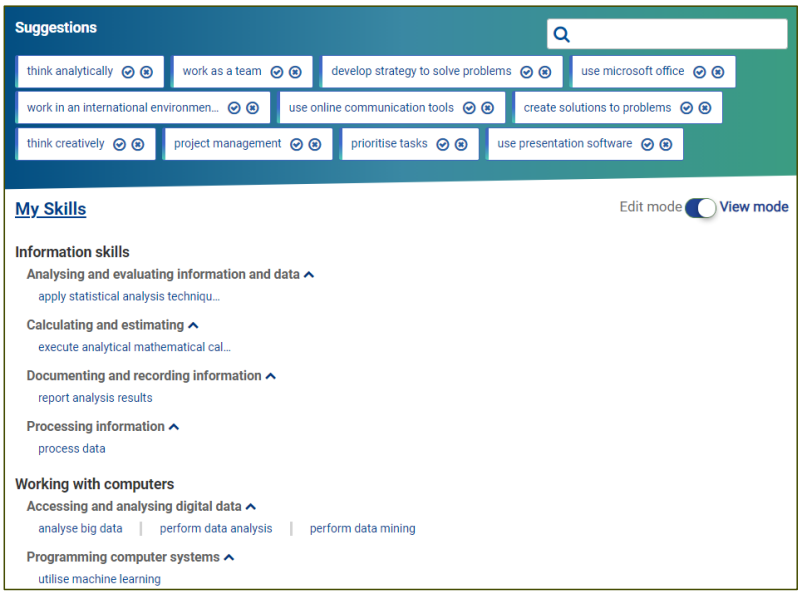 Suggestions
think analytically work as a team develop strategy to solve problems use microsoft office
work in an international environmen... use online communication tools create solutions to problems
think creatively project management prioritise tasks use presentation software
My Skills Edit mode View mode
Information skills
Analysing and evaluating information and data
apply statistical analysis techniqu...
Calculating and estimating
execute analytical mathematical cal...
Documenting and recording information
report analysis results
Processing information
process data
Working with computers
Accessing and analysing digital data
analyse big data | perform data analysis | perform data mining
Programming computer systems
utilise machine learning